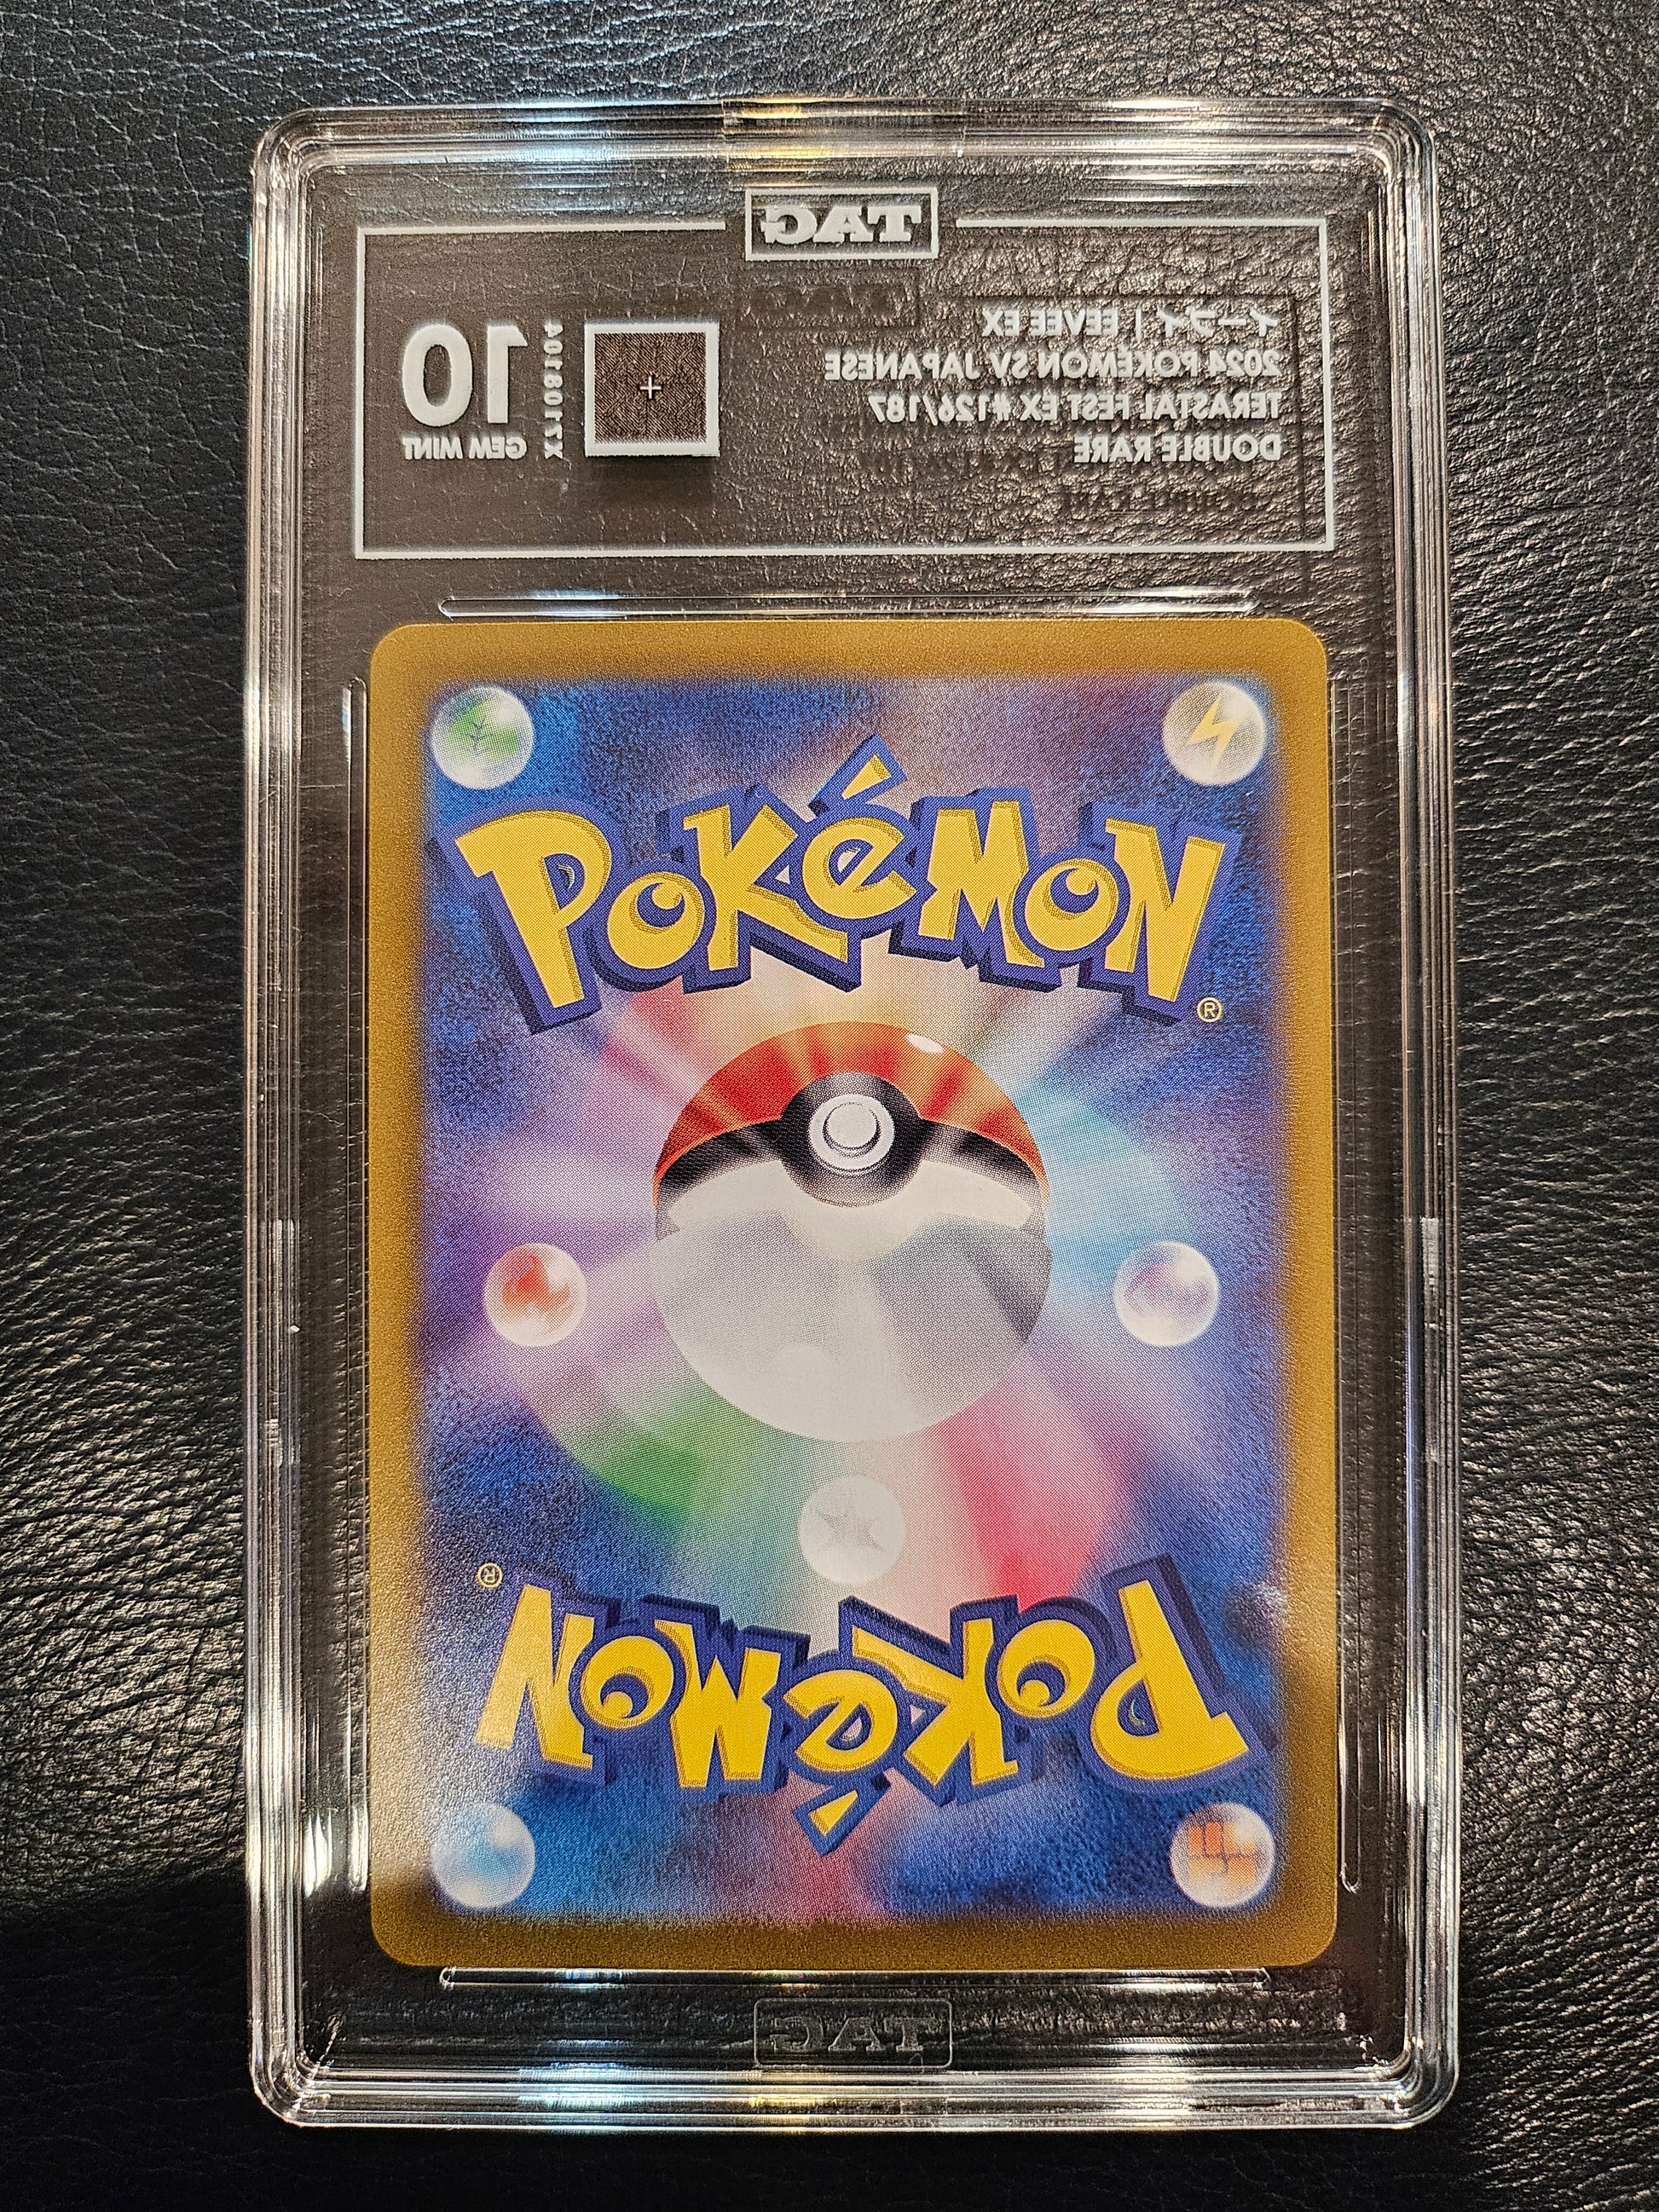 TAG
イーブイ | EEVEE EX
2024 POKÉMON SV JAPANESE
TERASTAL FEST EX #126/187
DOUBLE RARE
10
GEM MINT
POKéMON
®
POKéMON
®
TAG